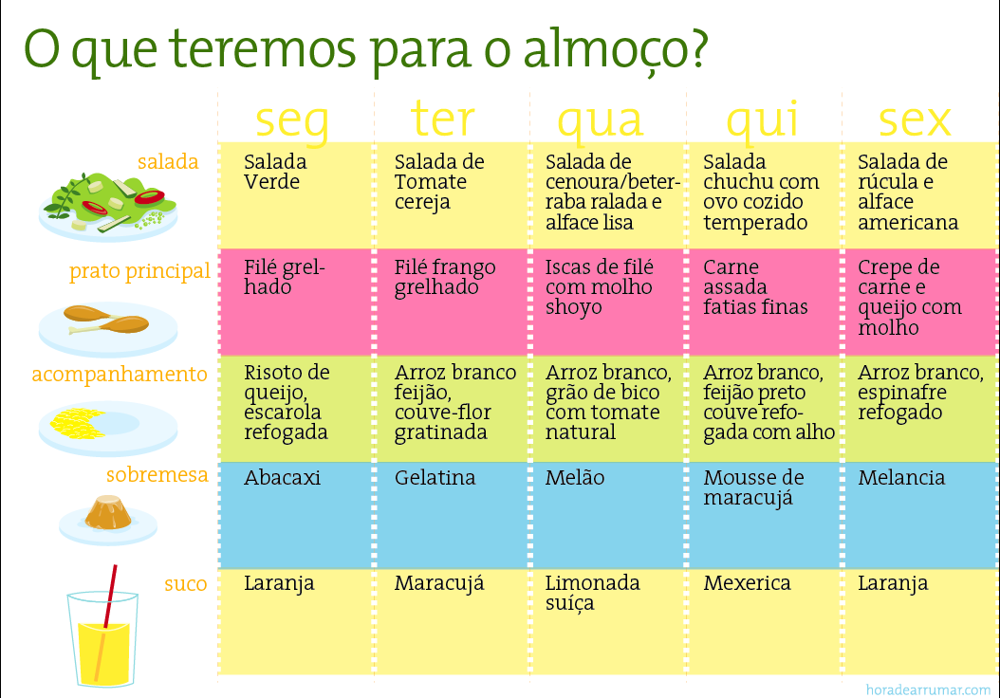 O que teremos para o almoço?
seg
ter
qua
qui
sex
salada
Salada
Verde
Salada de
Tomate
cereja
Salada de
cenoura/beter-
raba ralada e
alface lisa
Salada
chuchu com
ovo cozido
temperado
Salada de
rúcula e
alface
americana
prato principal
Filé grel-
hado
Filé frango
grelhado
Iscas de filé
com molho
shoyo
Carne
assada
fatias finas
Crepe de
carne e
queijo com
molho
acompanhamento
Risoto de
queijo,
escarola
refogada
Arroz branco
feijão,
couve-flor
gratinada
Arroz branco,
grão de bico
com tomate
natural
Arroz branco,
feijão preto
couve refo-
gada com alho
Arroz branco,
espinafre
refogado
sobremesa
Abacaxi
Gelatina
Melão
Mousse de
maracujá
Melancia
suco
Laranja
Maracujá
Limonada
suíça
Mexerica
Laranja
horadearrumar.com